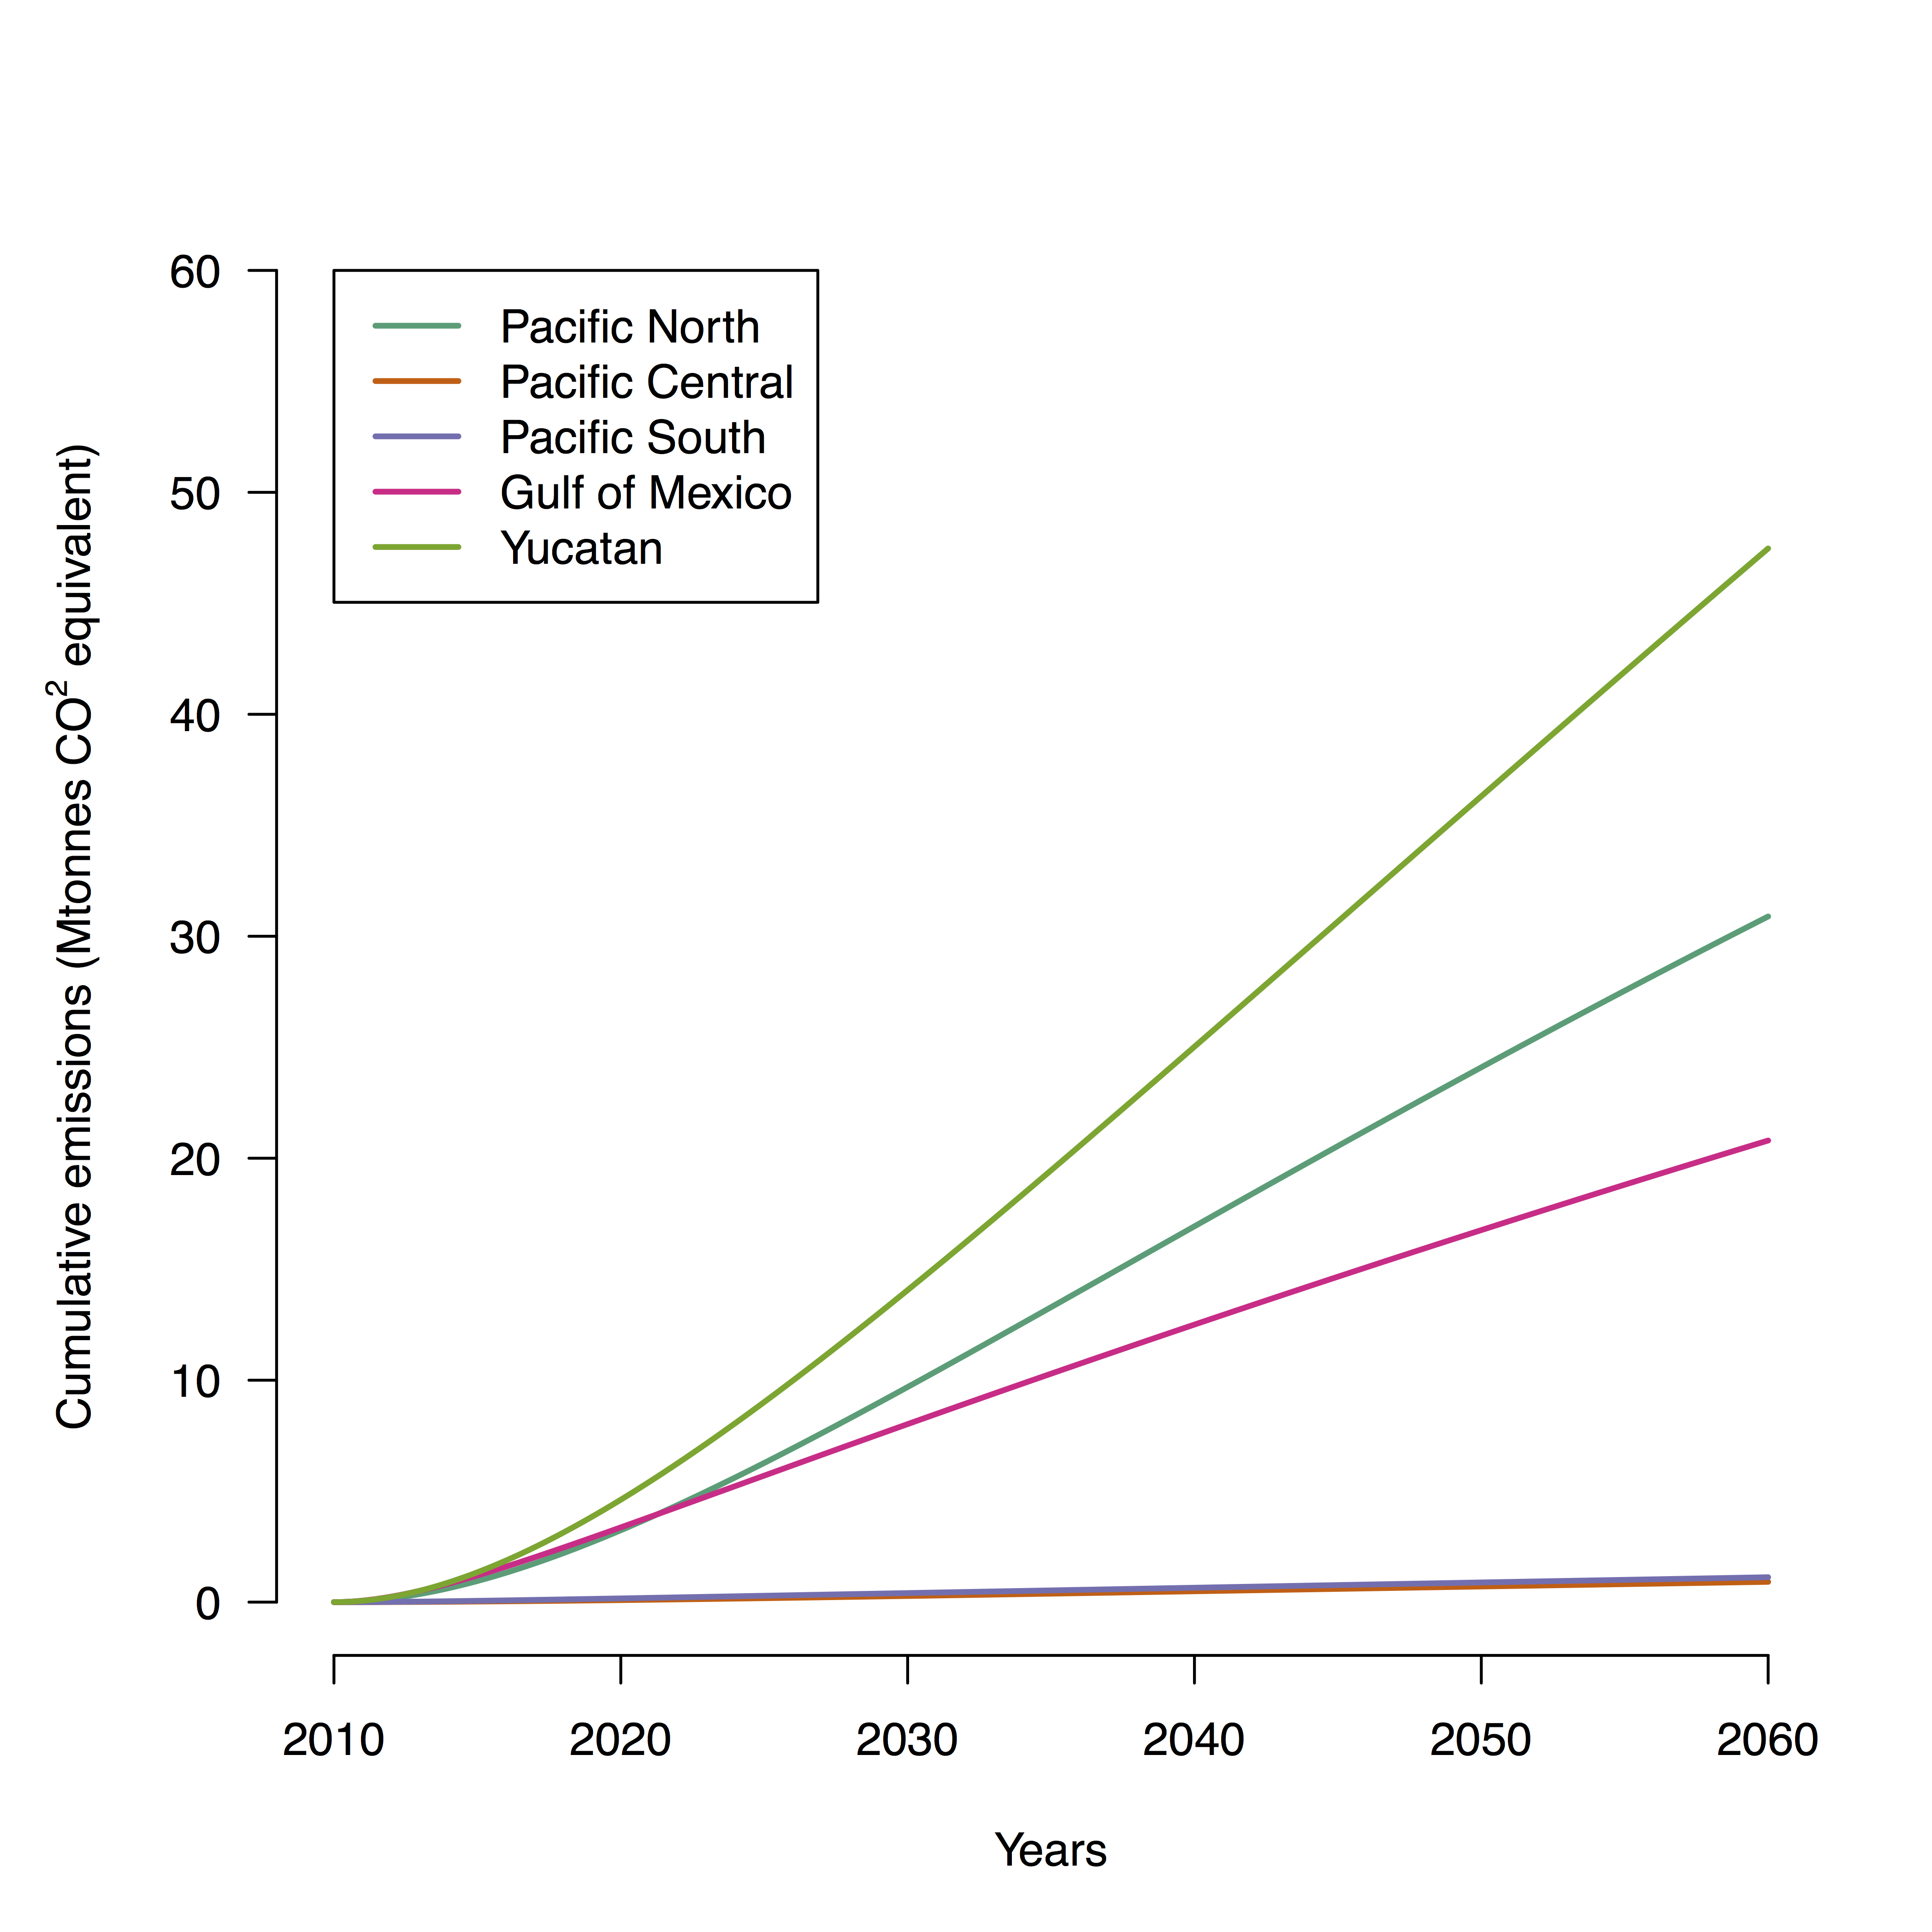 60
50
40
30
20
10
0
Cumulative emissions (Mtonnes CO² equivalent)
Pacific North
Pacific Central
Pacific South
Gulf of Mexico
Yucatan
2010 2020 2030 2040 2050 2060
Years